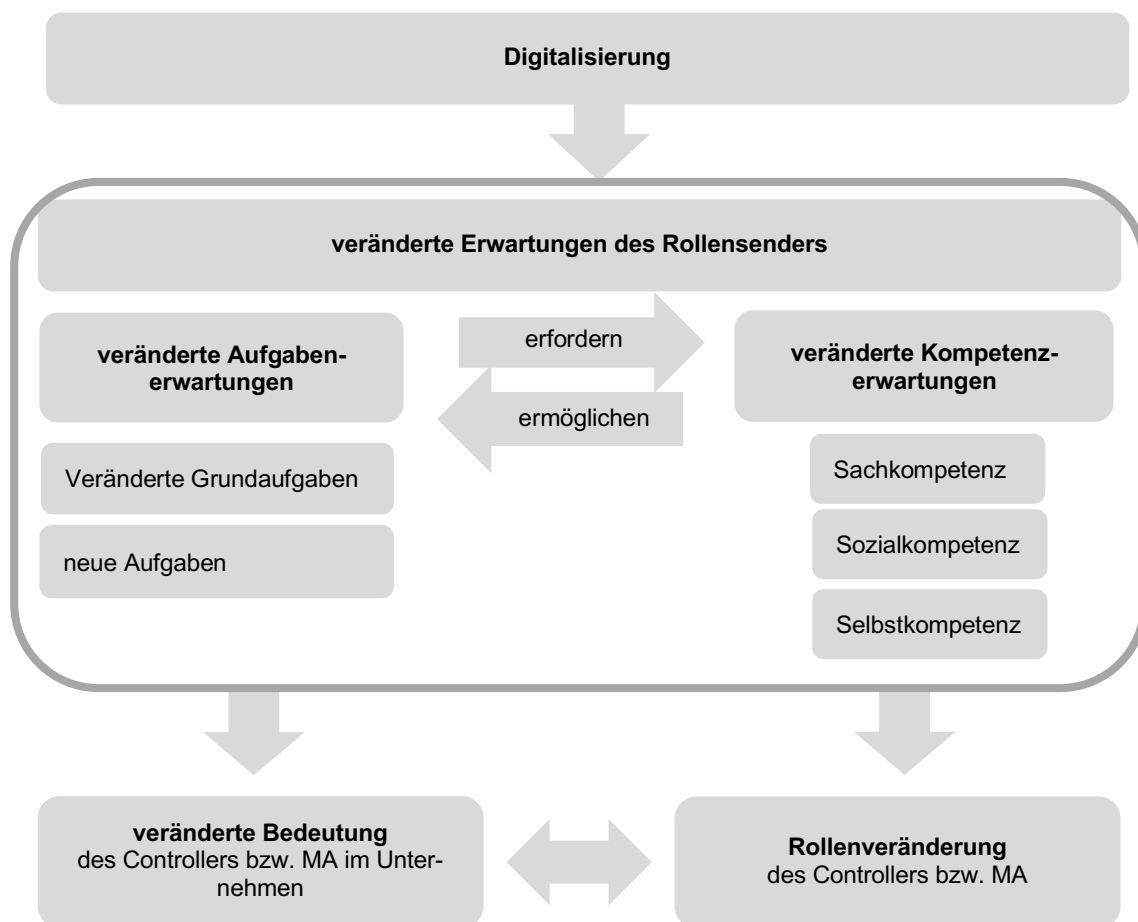 Digitalisierung
veränderte Erwartungen des Rollensenders
veränderte Aufgaben-
erwartungen
erfordern
ermöglichen
veränderte Kompetenz-
erwartungen
Veränderte Grundaufgaben
neue Aufgaben
Sachkompetenz
Sozialkompetenz
Selbstkompetenz
veränderte Bedeutung
des Controllers bzw. MA im Unter-
nehmen
Rollenveränderung
des Controllers bzw. MA